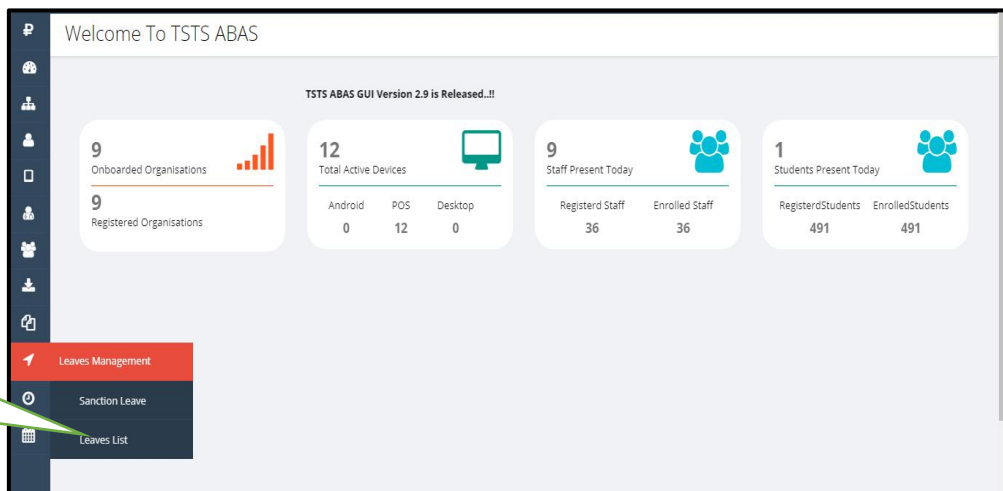 Welcome To TSTS ABAS
TSTS ABAS GUI Version 2.9 is Released..!!
9
Onboarded Organisations
9
Registered Organisations
12
Total Active Devices
Android POS Desktop
0 12 0
9
Staff Present Today
Registerd Staff Enrolled Staff
36 36
1
Students Present Today
RegisterdStudents EnrolledStudents
491 491
Leaves Management
Sanction Leave
Leaves List